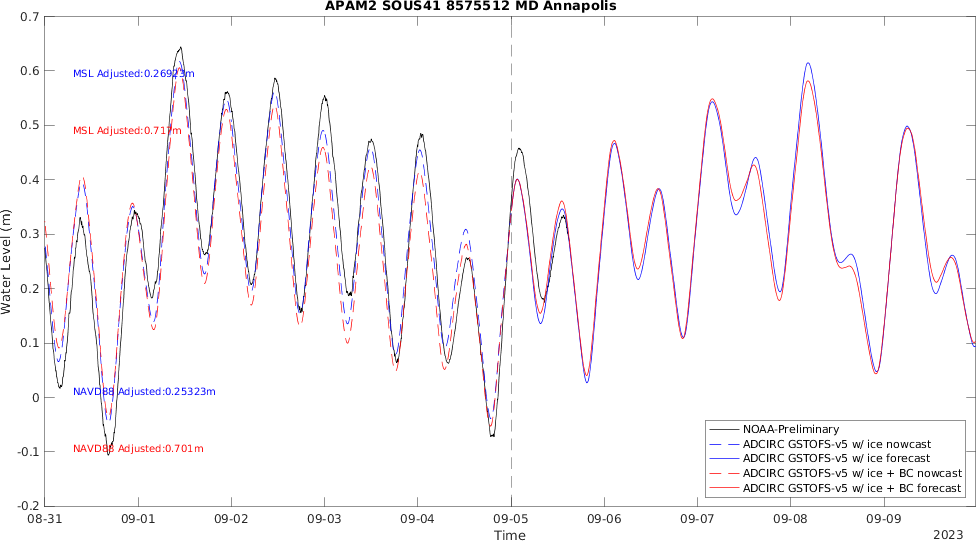 APAM2 SOUS41 8575512 MD Annapolis
0.7
0.6
0.5
0.4
0.3
0.2
0.1
0
-0.1
-0.2
Water Level (m)
MSL Adjusted:0.26923m
MSL Adjusted:0.717m
NAVD88 Adjusted:0.25323m
NAVD88 Adjusted:0.701m
NOAA-Preliminary
ADCIRC GSTOFS-v5 w/ ice nowcast
ADCIRC GSTOFS-v5 w/ ice forecast
ADCIRC GSTOFS-v5 w/ ice + BC nowcast
ADCIRC GSTOFS-v5 w/ ice + BC forecast
08-31 09-01 09-02 09-03 09-04 09-05 09-06 09-07 09-08 09-09
Time
2023